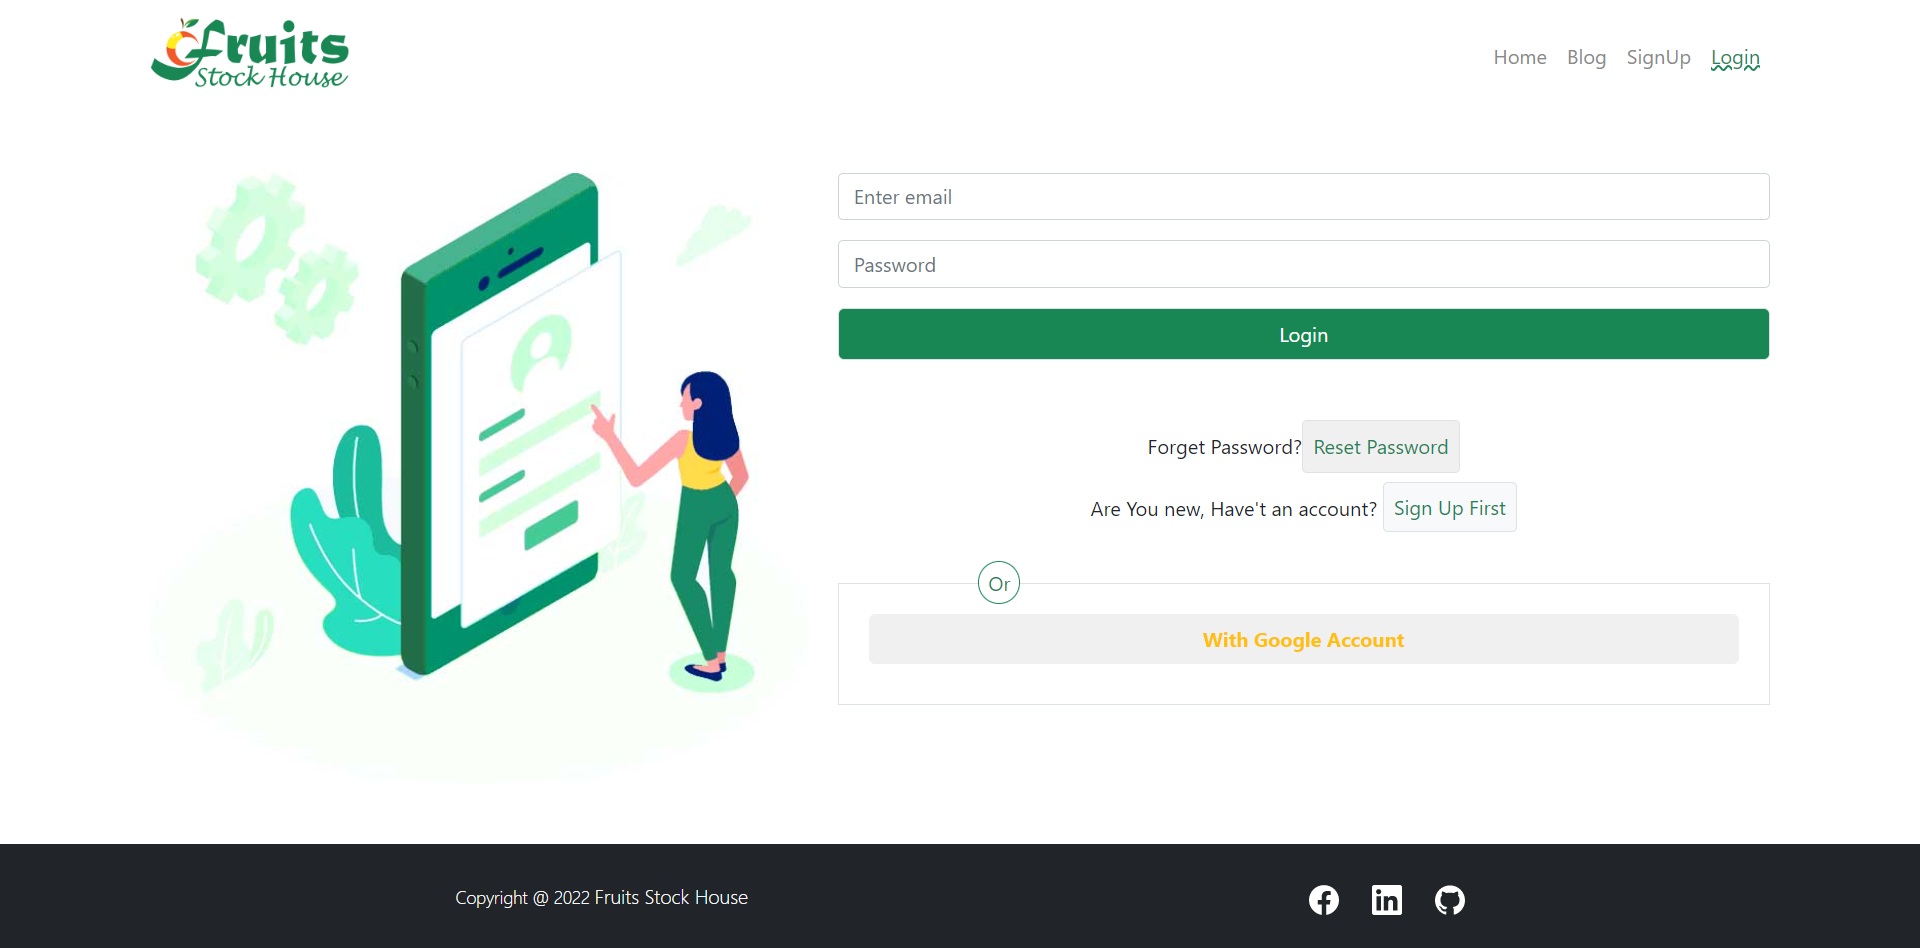 Fruits
Stock House
Home Blog SignUp Login
Enter email
Password
Login
Forget Password? Reset Password
Are You new, Have't an account? Sign Up First
Or
With Google Account
Copyright @ 2022 Fruits Stock House